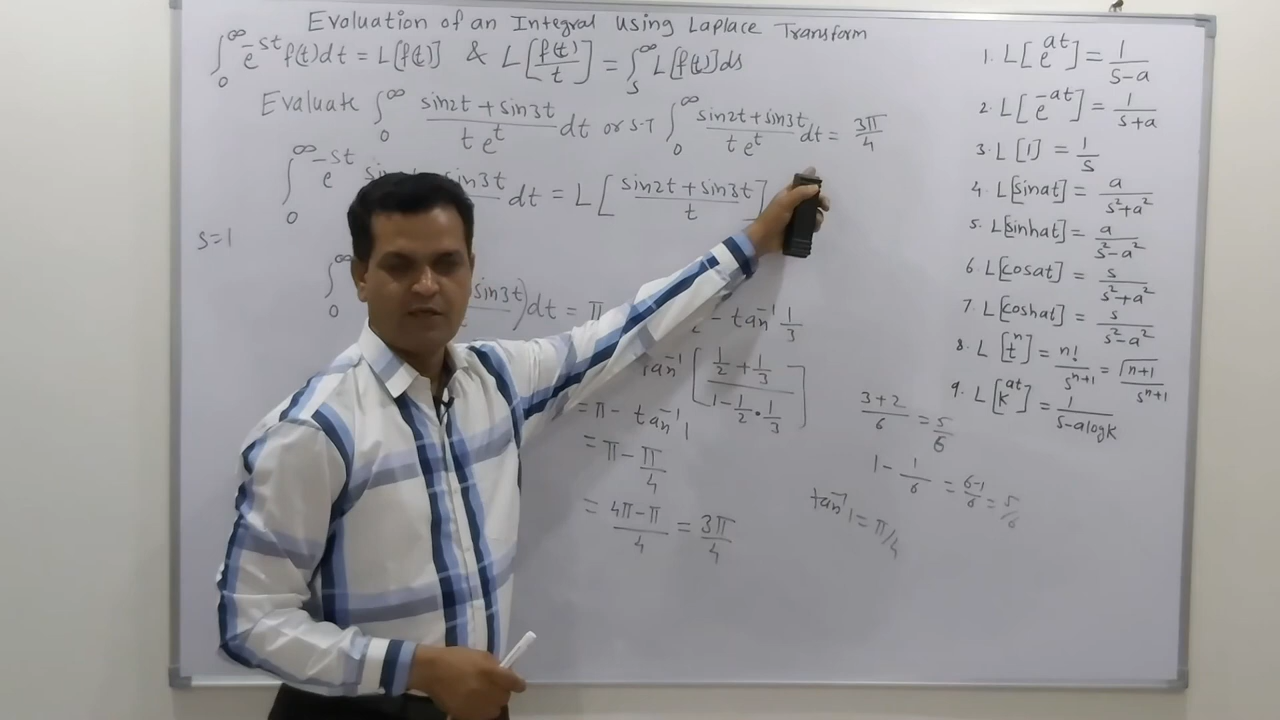 Evaluation of an Integral Using Laplace Transform
∫₀^∞ e^-st f(t)dt = L[f(t)] & L[f(t)/t] = ∫ₛ^∞ L[f(t)]ds
Evaluate ∫₀^∞ (sin2t + sin3t)/(t e^t) dt or S.T ∫₀^∞ (sin2t + sin3t)/(t e^t) dt = 3π/4
∫₀^∞ e^-st sin3t dt = L[(sin2t + sin3t)/t]
s=1
∫₀^∞ sin3t)dt = π - tan⁻¹ 1/3
tan⁻¹[(1/2 + 1/3)/(1 - 1/2 · 1/3)]
= π - tan⁻¹ 1
= π - π/4
= (4π - π)/4 = 3π/4
(3+2)/6 = 5/6
1 - 1/6 = (6-1)/6 = 5/6
tan⁻¹ 1 = π/4
1. L[e^at] = 1/(s-a)
2. L[e^-at] = 1/(s+a)
3. L[1] = 1/s
4. L[sinat] = a/(s²+a²)
5. L[sinhat] = a/(s²-a²)
6. L[cosat] = s/(s²+a²)
7. L[coshat] = s/(s²-a²)
8. L[t^n] = n!/s^n+1 = Γn+1/s^n+1
9. L[k^at] = 1/(s-alogk)